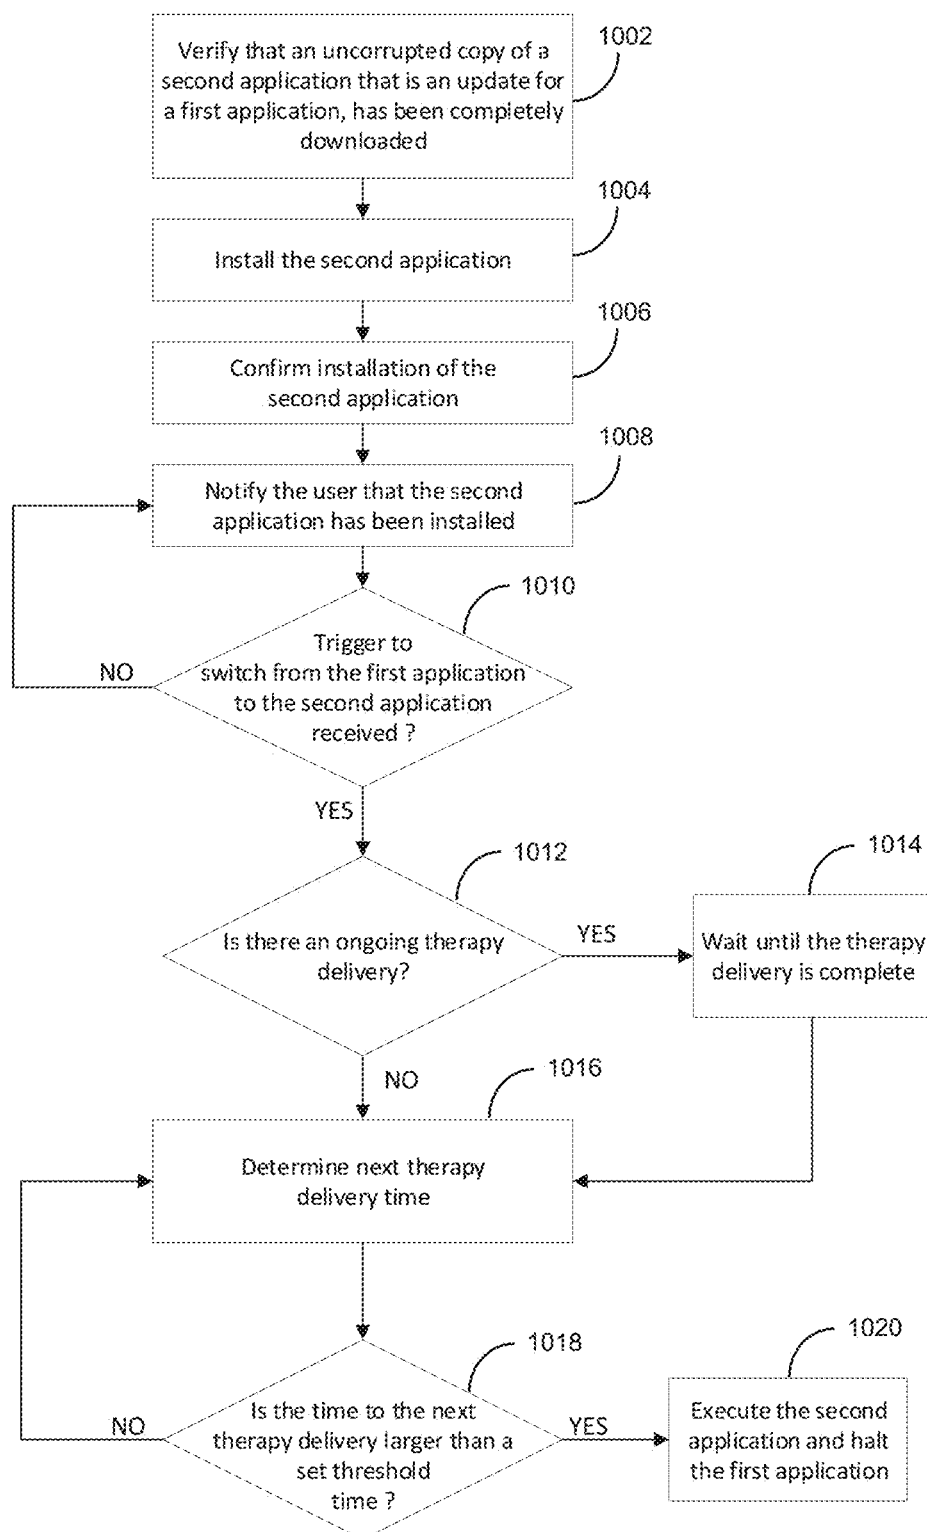 1002
Verify that an uncorrupted copy of a
second application that is an update for
a first application, has been completely
downloaded
1004
Install the second application
1006
Confirm installation of the
second application
1008
Notify the user that the second
application has been installed
1010
Trigger to
switch from the first application
to the second application
received ?
NO
YES
1012
Is there an ongoing therapy
delivery?
YES
1014
Wait until the therapy
delivery is complete
NO
1016
Determine next therapy
delivery time
1018
Is the time to the next
therapy delivery larger than a
set threshold
time ?
NO
YES
1020
Execute the second
application and halt
the first application